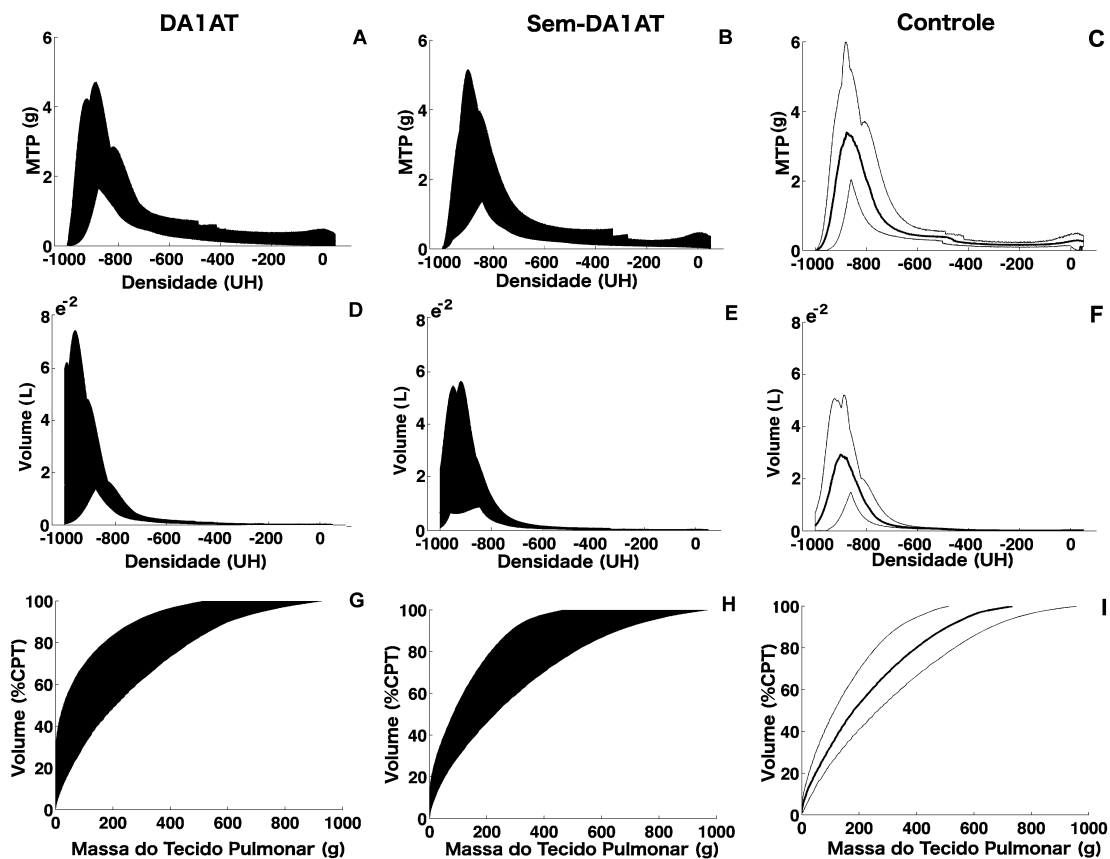 DA1AT
Sem-DA1AT
Controle
A
MTP (g)
6
4
2
0
-1000 -800 -600 -400 -200 0
Densidade (UH)
B
MTP (g)
6
4
2
0
-1000 -800 -600 -400 -200 0
Densidade (UH)
C
MTP (g)
6
4
2
0
-1000 -800 -600 -400 -200 0
Densidade (UH)
D
Volume (L)
8 e-2
6
4
2
0
-1000 -800 -600 -400 -200 0
Densidade (UH)
E
Volume (L)
8 e-2
6
4
2
0
-1000 -800 -600 -400 -200 0
Densidade (UH)
F
Volume (L)
8 e-2
6
4
2
0
-1000 -800 -600 -400 -200 0
Densidade (UH)
G
Volume (%CPT)
100
80
60
40
20
0
0 200 400 600 800 1000
Massa do Tecido Pulmonar (g)
H
Volume (%CPT)
100
80
60
40
20
0
0 200 400 600 800 1000
Massa do Tecido Pulmonar (g)
I
Volume (%CPT)
100
80
60
40
20
0
0 200 400 600 800 1000
Massa do Tecido Pulmonar (g)